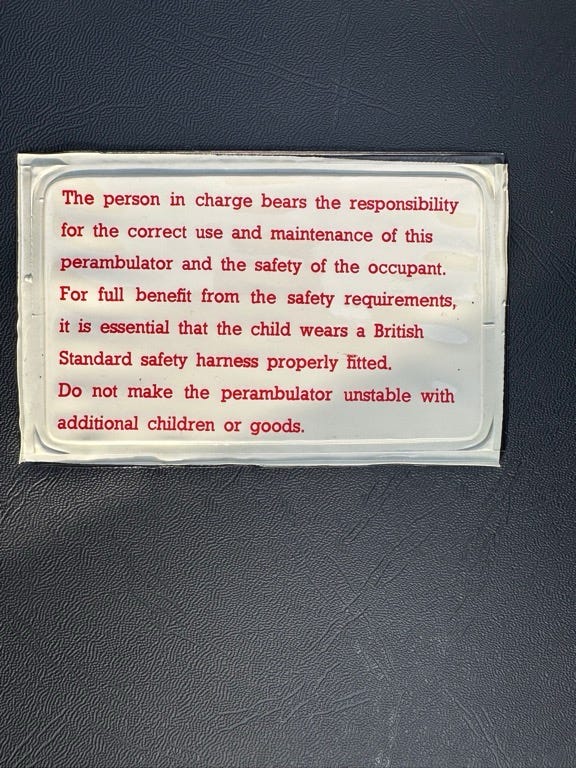 The person in charge bears the responsibility
for the correct use and maintenance of this
perambulator and the safety of the occupant.
For full benefit from the safety requirements,
it is essential that the child wears a British
Standard safety harness properly fitted.
Do not make the perambulator unstable with
additional children or goods.